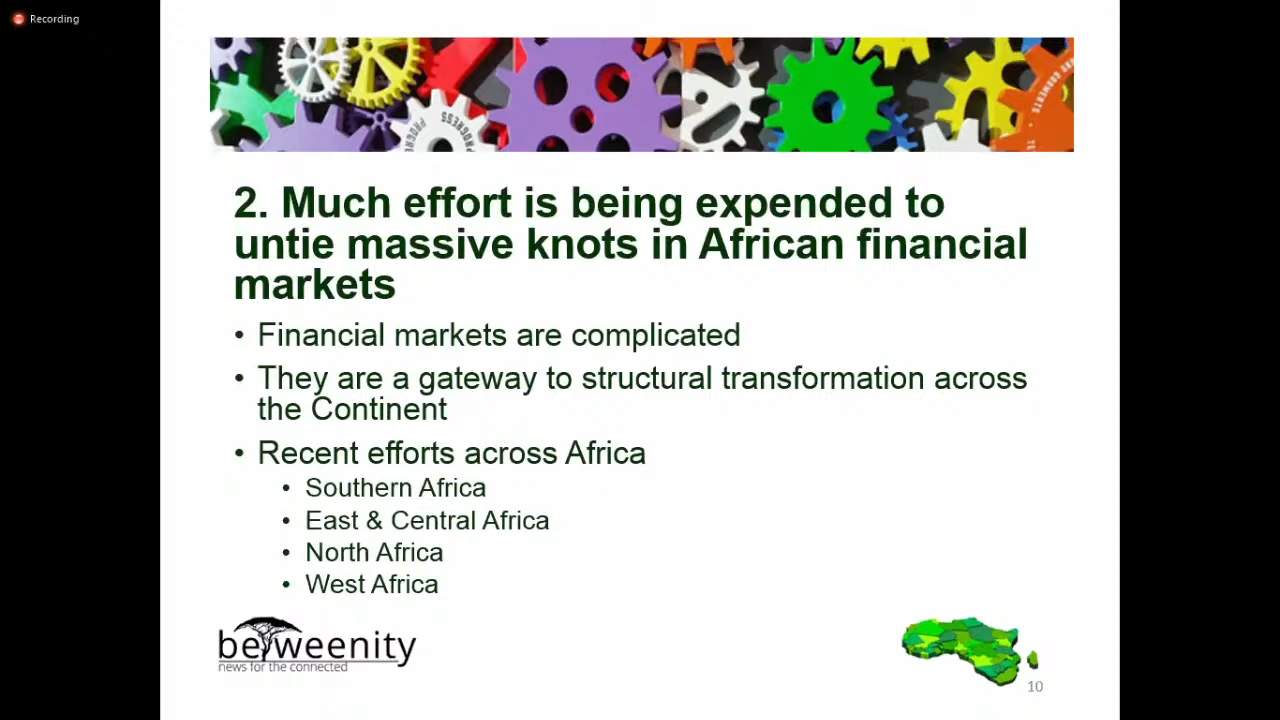 Recording
PROGRESS
2. Much effort is being expended to
untie massive knots in African financial
markets
• Financial markets are complicated
• They are a gateway to structural transformation across
the Continent
• Recent efforts across Africa
• Southern Africa
• East & Central Africa
• North Africa
• West Africa
betweenity
news for the connected
10